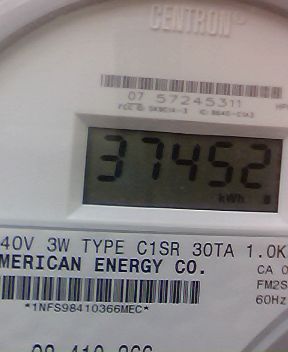 CENTRON®
07 57245311
37452
kWh
40V 3W TYPE C1SR 30TA 1.0K
MERICAN ENERGY CO.
CA 0
FM2S
60Hz
*1NFS98410366MEC*